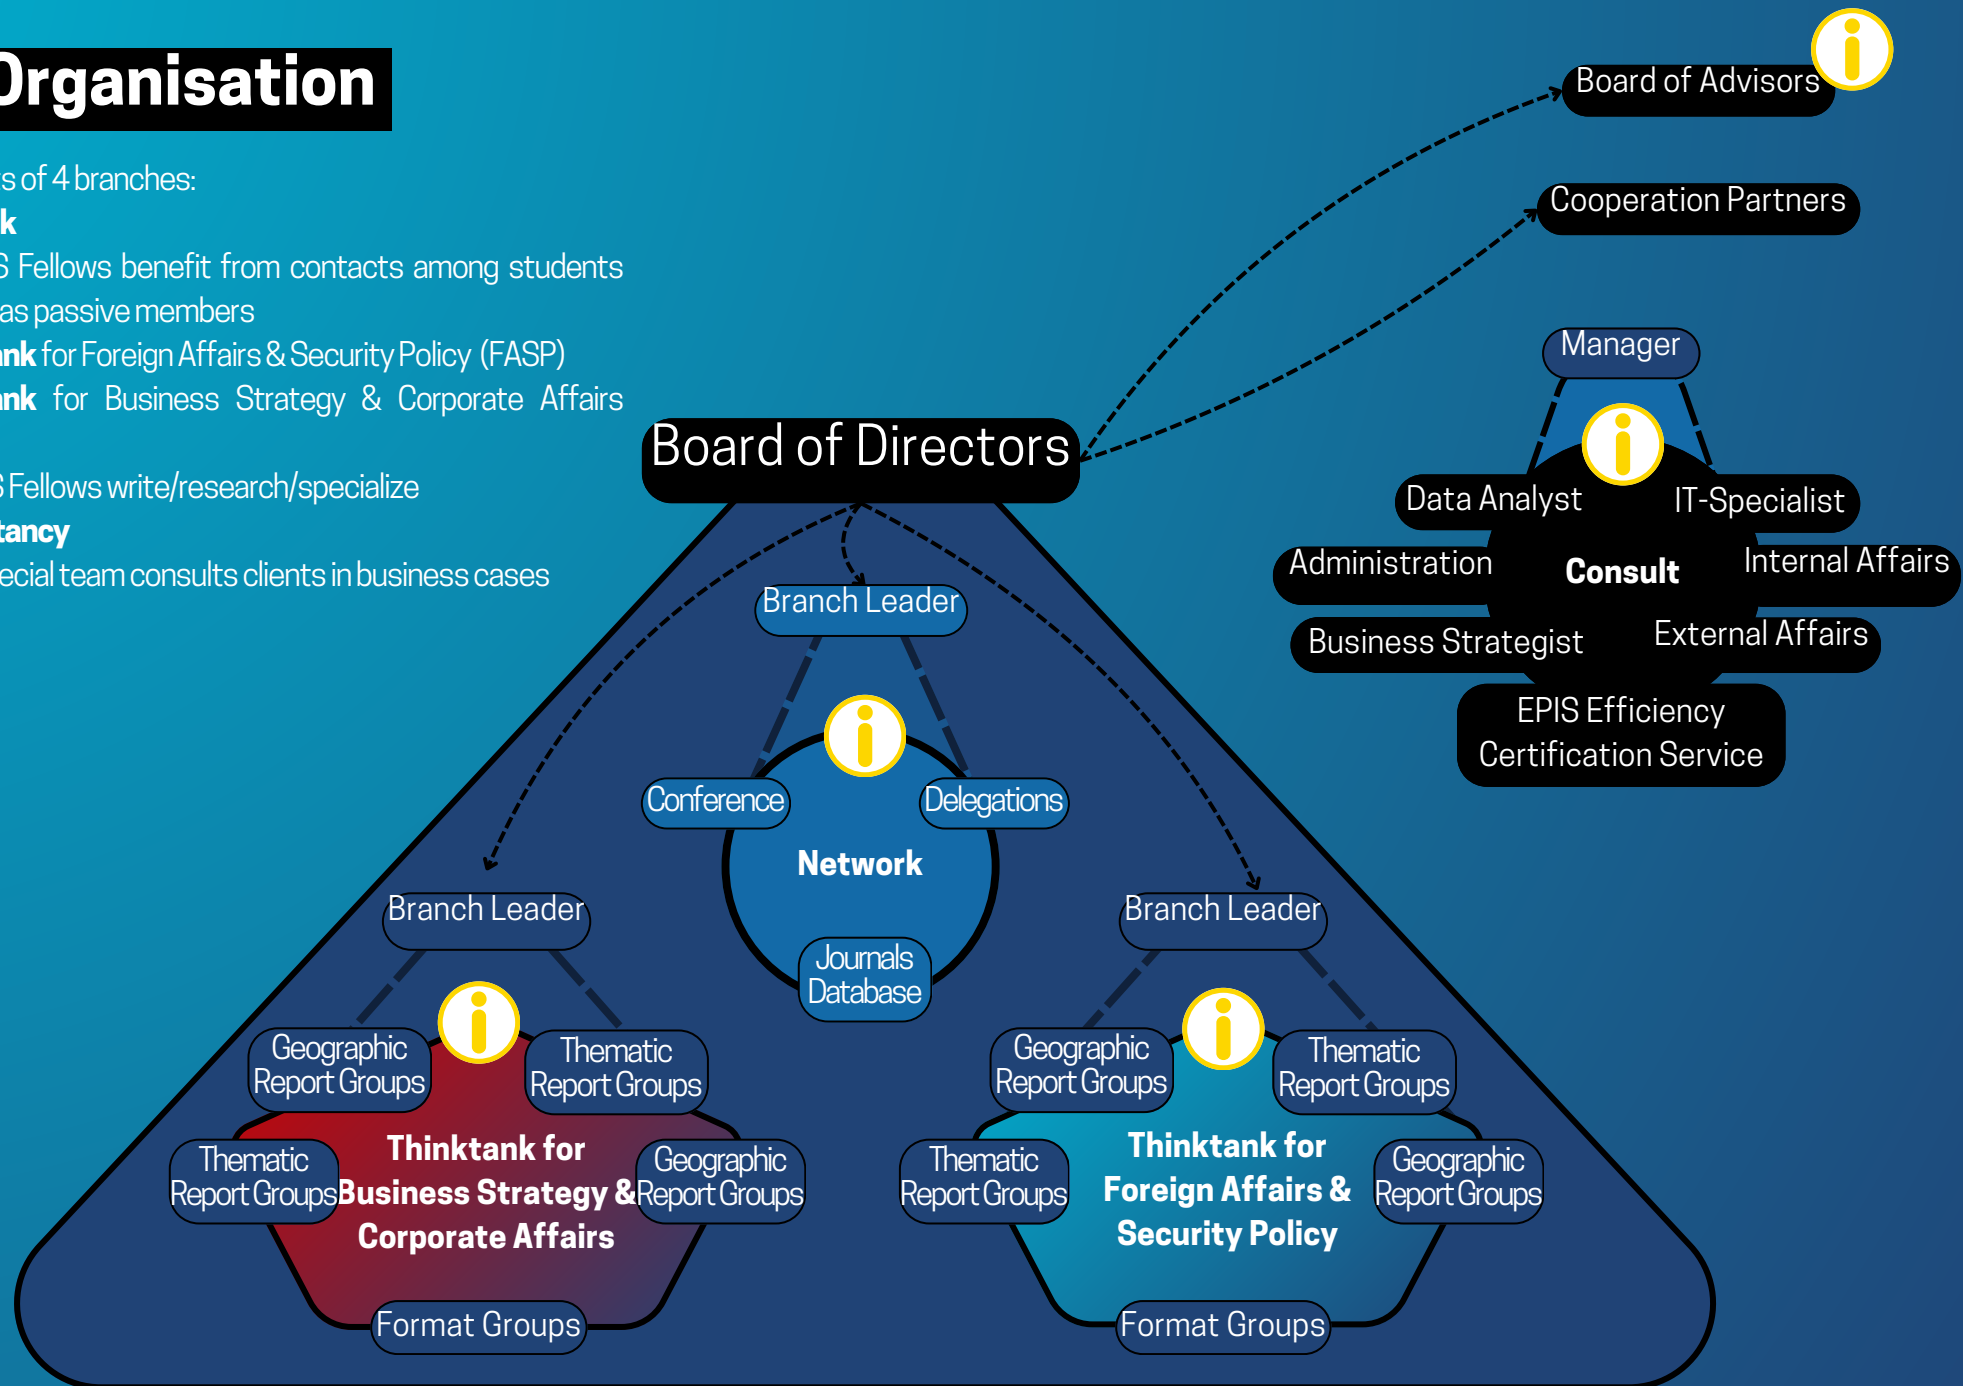 Organisation
s of 4 branches:
k
S Fellows benefit from contacts among students
as passive members
ank for Foreign Affairs & Security Policy (FASP)
ank for Business Strategy & Corporate Affairs
S Fellows write/research/specialize
tancy
ecial team consults clients in business cases
Board of Advisors
Cooperation Partners
Board of Directors
Manager
Data Analyst
IT-Specialist
Administration
Consult
Internal Affairs
Business Strategist
External Affairs
EPIS Efficiency
Certification Service
Branch Leader
Conference
Delegations
Network
Journals
Database
Branch Leader
Geographic
Report Groups
Thematic
Report Groups
Thematic
Report Groups
Thinktank for
Business Strategy &
Corporate Affairs
Geographic
Report Groups
Format Groups
Branch Leader
Geographic
Report Groups
Thematic
Report Groups
Thematic
Report Groups
Thinktank for
Foreign Affairs &
Security Policy
Geographic
Report Groups
Format Groups